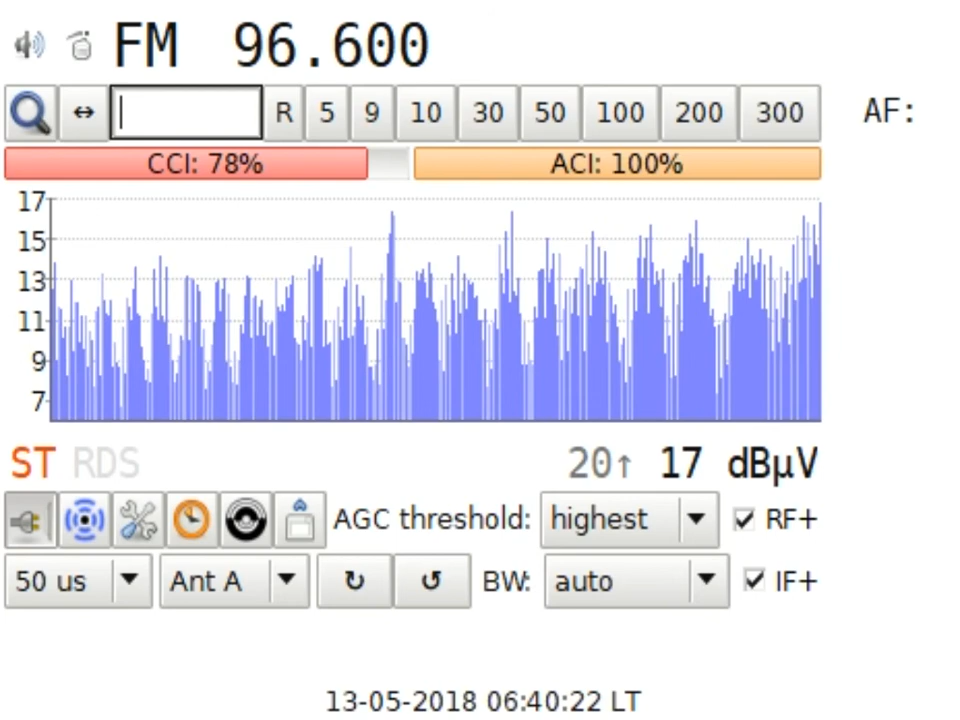 FM 96.600
↔ R 5 9 10 30 50 100 200 300 AF:
CCI: 78% ACI: 100%
17
15
13
11
9
7
ST RDS 20↑ 17 dBµV
AGC threshold: highest RF+
50 us Ant A ↻ ↺ BW: auto IF+
13-05-2018 06:40:22 LT